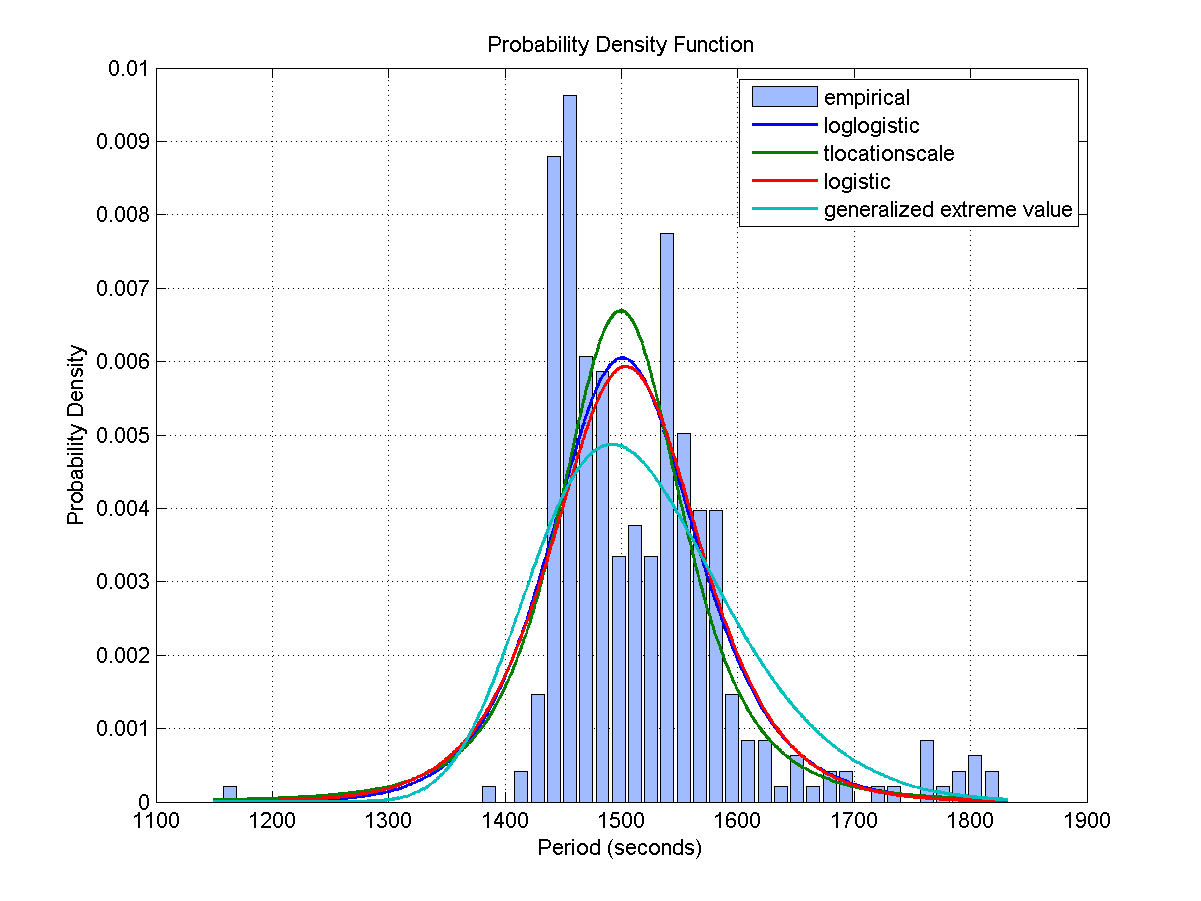 Probability Density Function
0.01
0.009
0.008
0.007
0.006
0.005
0.004
0.003
0.002
0.001
0
Probability Density
empirical
loglogistic
tlocationscale
logistic
generalized extreme value
1100 1200 1300 1400 1500 1600 1700 1800 1900
Period (seconds)